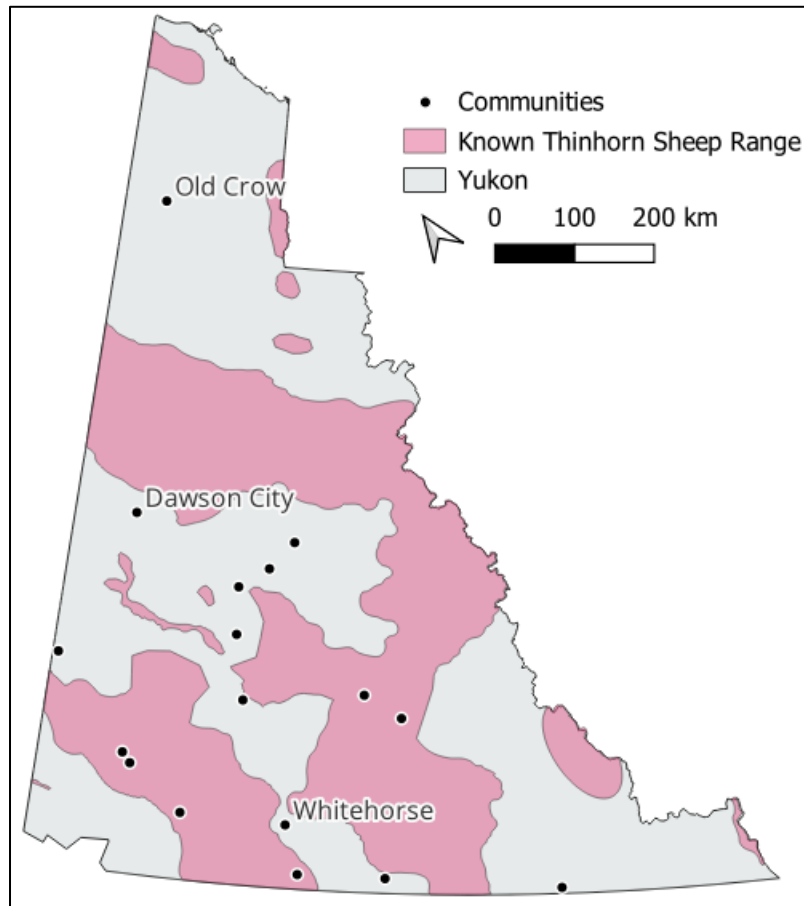 Communities
Known Thinhorn Sheep Range
Yukon
0 100 200 km
Old Crow
Dawson City
Whitehorse